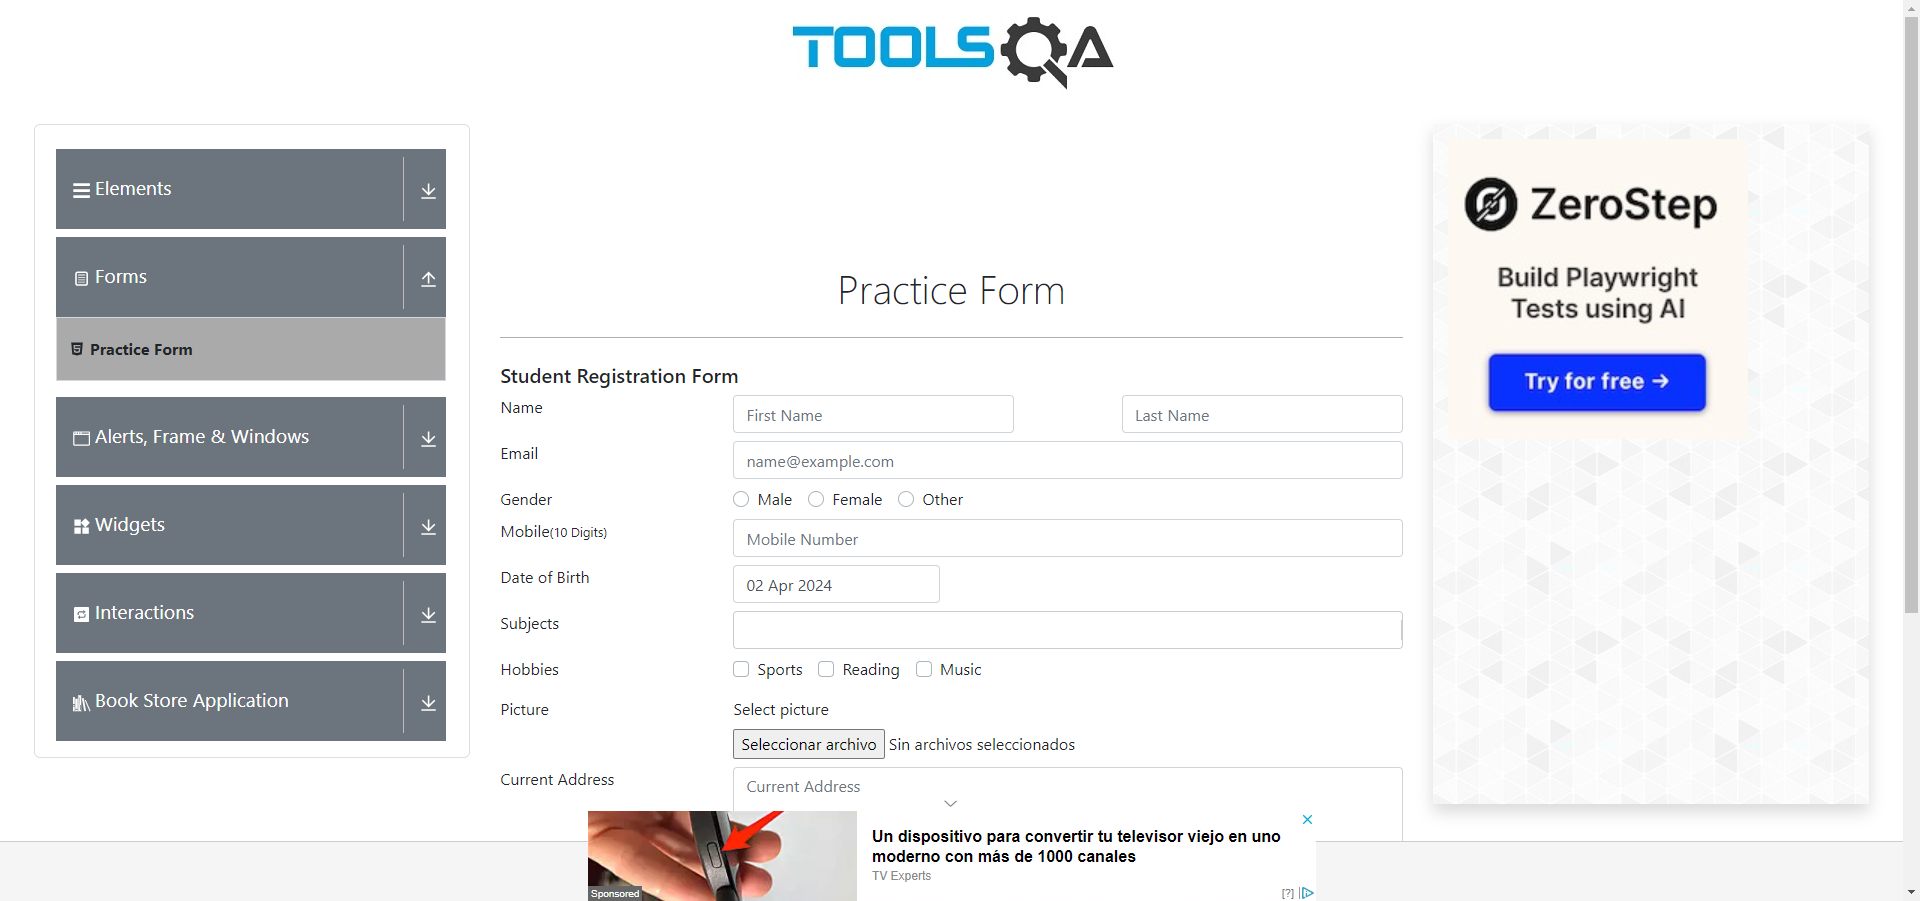 TOOLSQA
Elements
Forms
Practice Form
Alerts, Frame & Windows
Widgets
Interactions
Book Store Application
Practice Form
Student Registration Form
Name
First Name
Last Name
Email
name@example.com
Gender
Male
Female
Other
Mobile(10 Digits)
Mobile Number
Date of Birth
02 Apr 2024
Subjects
Hobbies
Sports
Reading
Music
Picture
Select picture
Seleccionar archivo Sin archivos seleccionados
Current Address
Current Address
ZeroStep
Build Playwright
Tests using AI
Try for free →
Un dispositivo para convertir tu televisor viejo en uno
moderno con más de 1000 canales
TV Experts
Sponsored
[?]